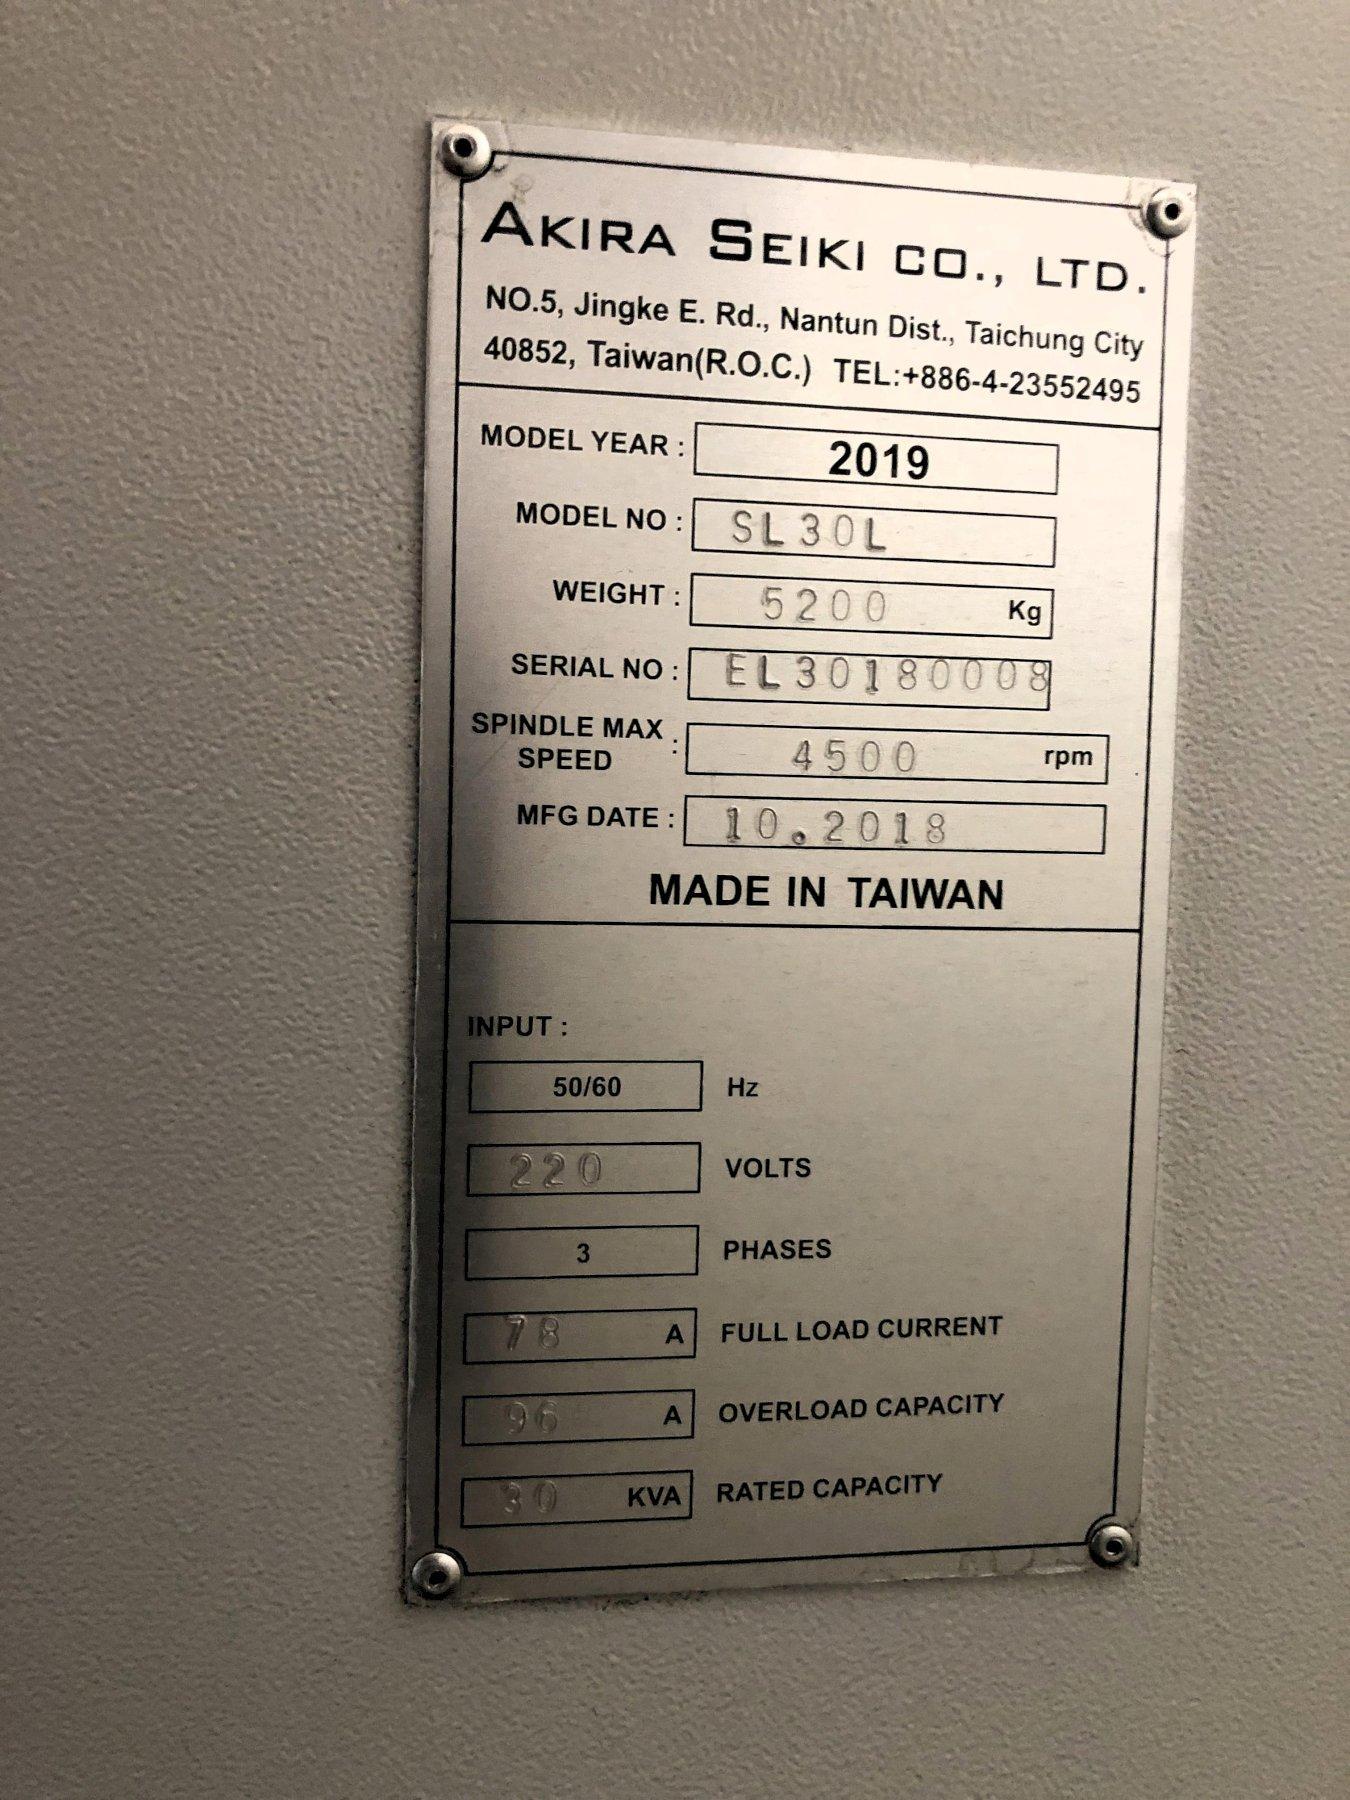 AKIRA SEIKI CO., LTD.
NO.5, Jingke E. Rd., Nantun Dist., Taichung City
40852, Taiwan(R.O.C.) TEL:+886-4-23552495
MODEL YEAR : 2019
MODEL NO : SL30L
WEIGHT : 5200 Kg
SERIAL NO : EL30180008
SPINDLE MAX SPEED : 4500 rpm
MFG DATE : 10.2018
MADE IN TAIWAN
INPUT :
50/60 Hz
220 VOLTS
3 PHASES
78 A FULL LOAD CURRENT
96 A OVERLOAD CAPACITY
30 KVA RATED CAPACITY